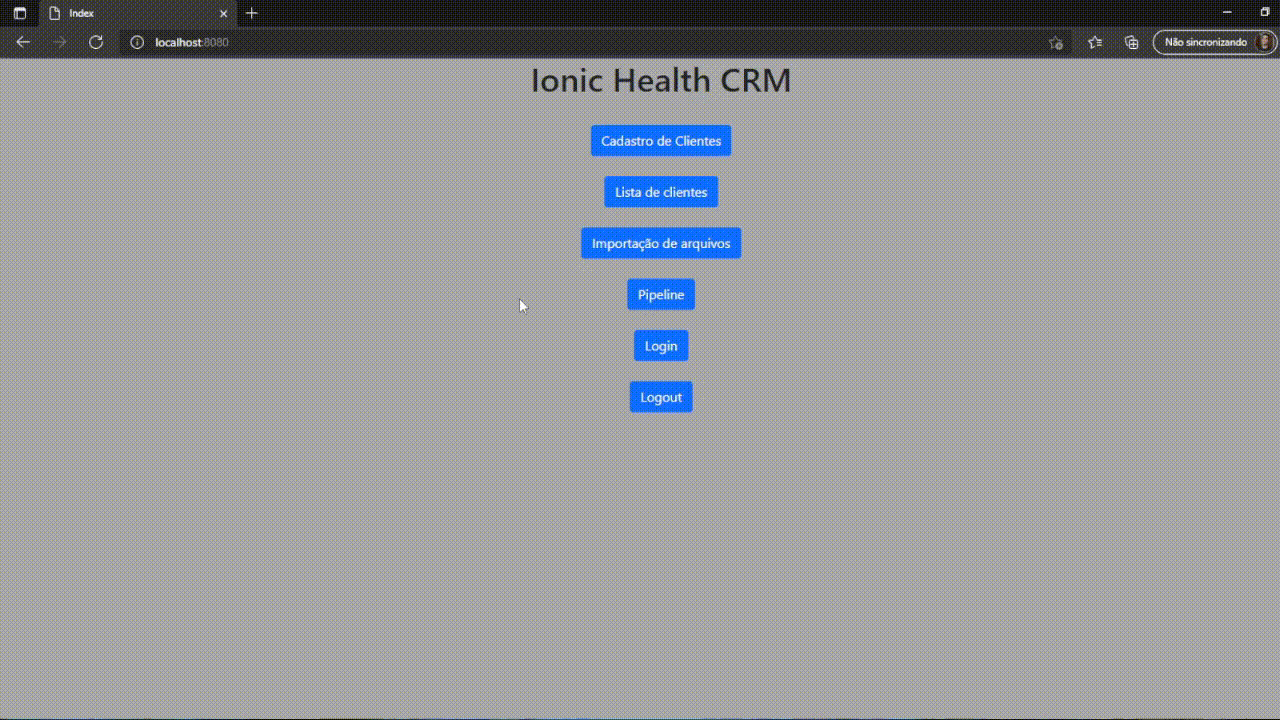 Index
localhost:8080
Não sincronizando
Ionic Health CRM
Cadastro de Clientes
Lista de clientes
Importação de arquivos
Pipeline
Login
Logout